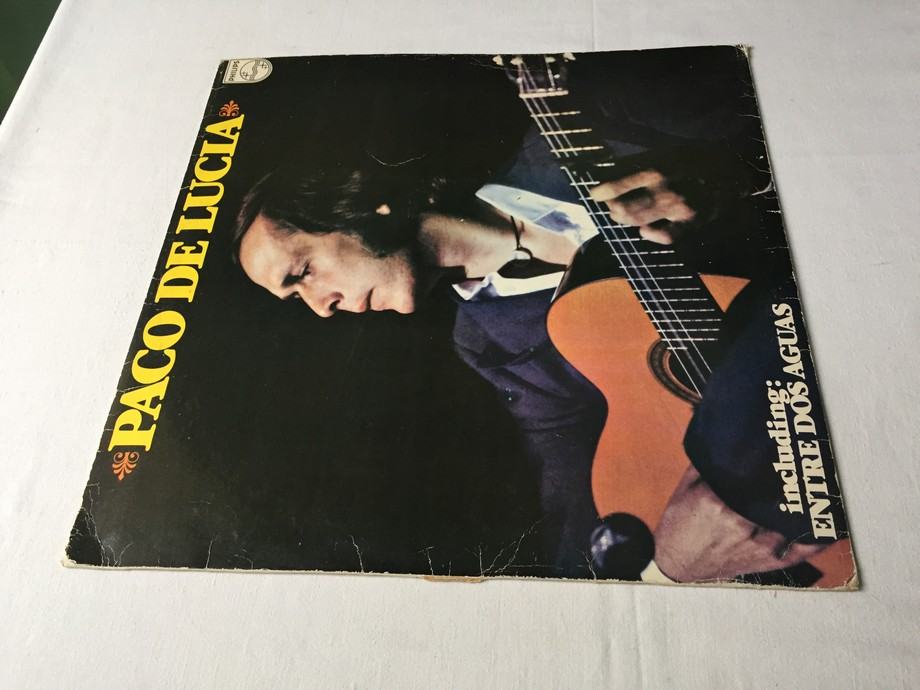 PHILIPS
PACO DE LUCIA
including:
ENTRE DOS AGUAS